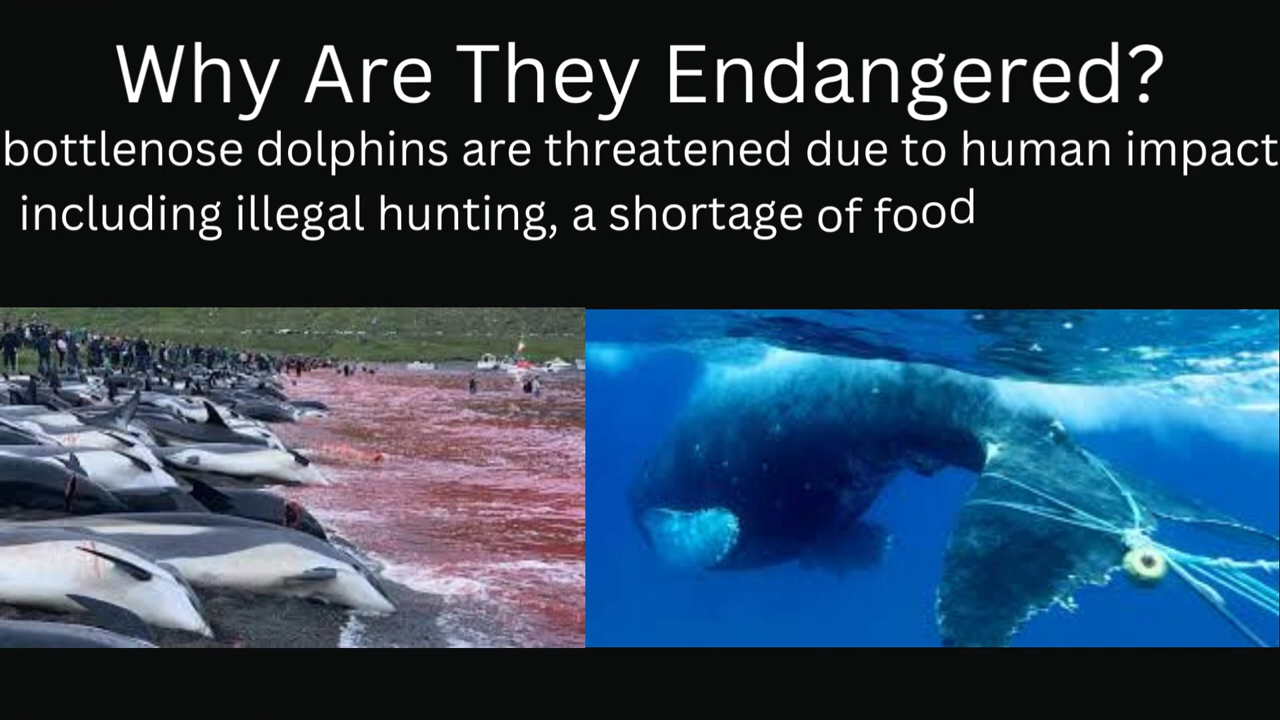 Why Are They Endangered?
bottlenose dolphins are threatened due to human impact
including illegal hunting, a shortage of food